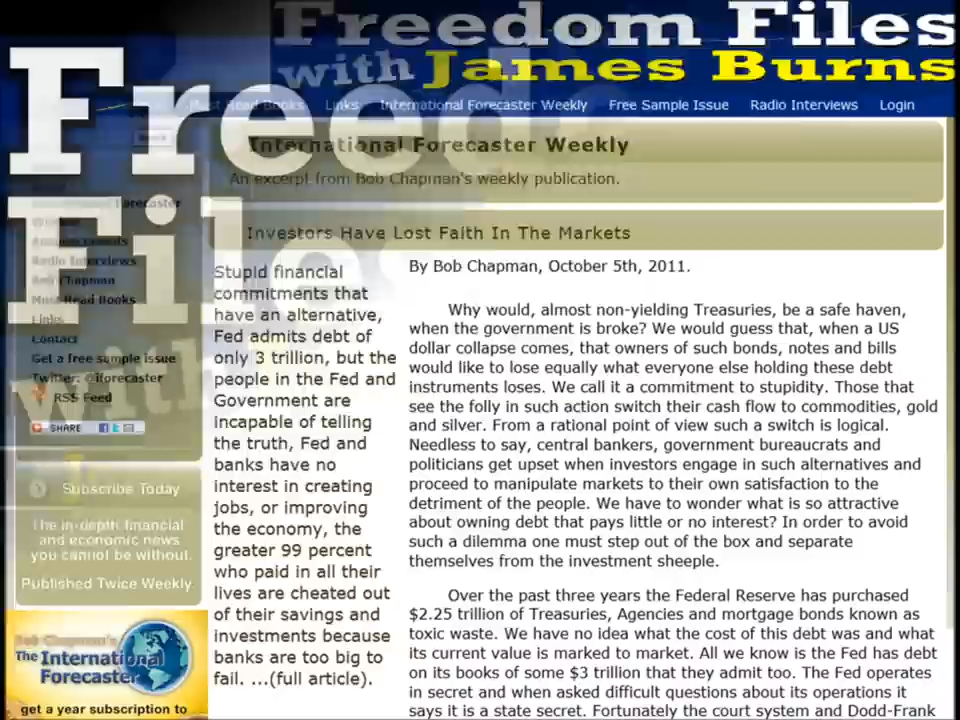 Freedom Files
with James Burns
Freed
Files
with
Must Read Books Links International Forecaster Weekly Free Sample Issue Radio Interviews Login
International Forecaster Weekly
An excerpt from Bob Chapman's weekly publication.
Forecaster
Announcements
Radio Interviews
Bob Chapman
Must Read Books
Links
Contact
Get a free sample issue
Twitter: @iforecaster
RSS Feed
SHARE
Subscribe Today
The in-depth financial
and economic news
you cannot be without.
Published Twice Weekly.
Bob Chapman's
The International
Forecaster
get a year subscription to
Investors Have Lost Faith In The Markets
Stupid financial
commitments that
have an alternative,
Fed admits debt of
only 3 trillion, but the
people in the Fed and
Government are
incapable of telling
the truth, Fed and
banks have no
interest in creating
jobs, or improving
the economy, the
greater 99 percent
who paid in all their
lives are cheated out
of their savings and
investments because
banks are too big to
fail. ...(full article).
By Bob Chapman, October 5th, 2011.
Why would, almost non-yielding Treasuries, be a safe haven,
when the government is broke? We would guess that, when a US
dollar collapse comes, that owners of such bonds, notes and bills
would like to lose equally what everyone else holding these debt
instruments loses. We call it a commitment to stupidity. Those that
see the folly in such action switch their cash flow to commodities, gold
and silver. From a rational point of view such a switch is logical.
Needless to say, central bankers, government bureaucrats and
politicians get upset when investors engage in such alternatives and
proceed to manipulate markets to their own satisfaction to the
detriment of the people. We have to wonder what is so attractive
about owning debt that pays little or no interest? In order to avoid
such a dilemma one must step out of the box and separate
themselves from the investment sheeple.
Over the past three years the Federal Reserve has purchased
$2.25 trillion of Treasuries, Agencies and mortgage bonds known as
toxic waste. We have no idea what the cost of this debt was and what
its current value is marked to market. All we know is the Fed has debt
on its books of some $3 trillion that they admit too. The Fed operates
in secret and when asked difficult questions about its operations it
says it is a state secret. Fortunately the court system and Dodd-Frank